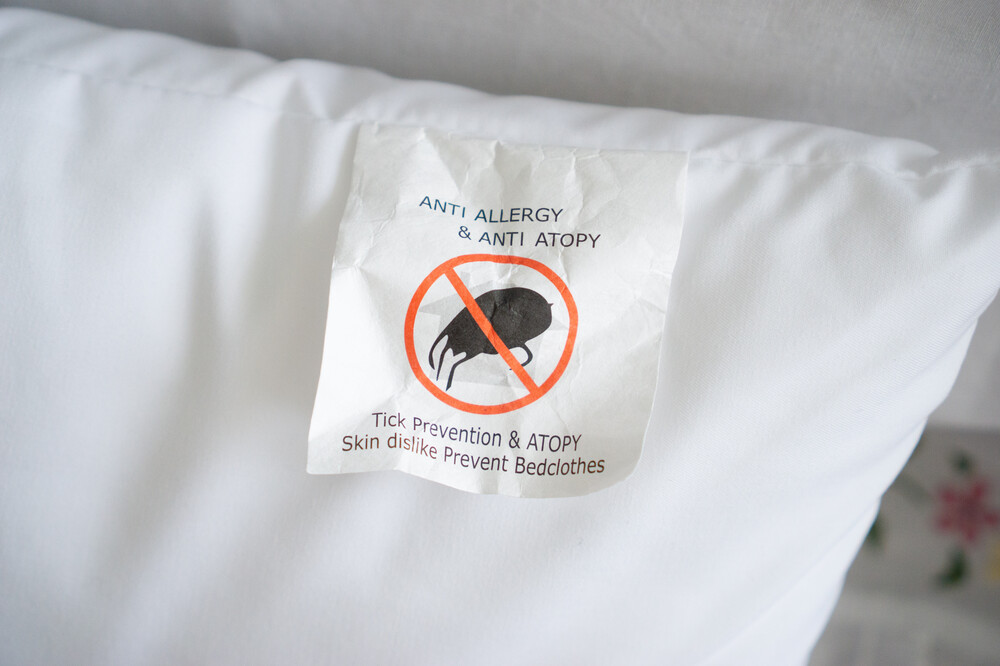 ANTI ALLERGY
& ANTI ATOPY
Tick Prevention & ATOPY
Skin dislike Prevent Bedclothes